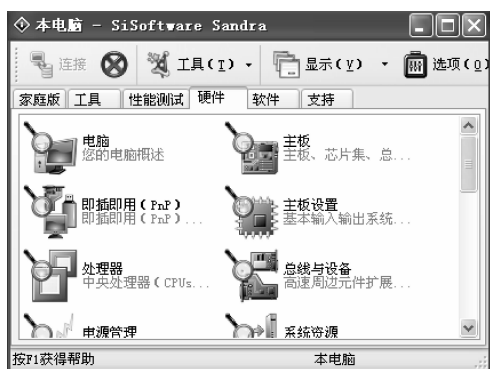 本电脑 - SiSoftware Sandra
连接 工具(T) 显示(V) 选项(O)
家庭版 工具 性能测试 硬件 软件 支持
电脑
您的电脑概述
主板
主板、芯片集、总...
即插即用(PnP)
即插即用(PnP)...
主板设置
基本输入输出系统...
处理器
中央处理器(CPUs...
总线与设备
高速周边元件扩展...
电源管理
系统资源
按F1获得帮助 本电脑